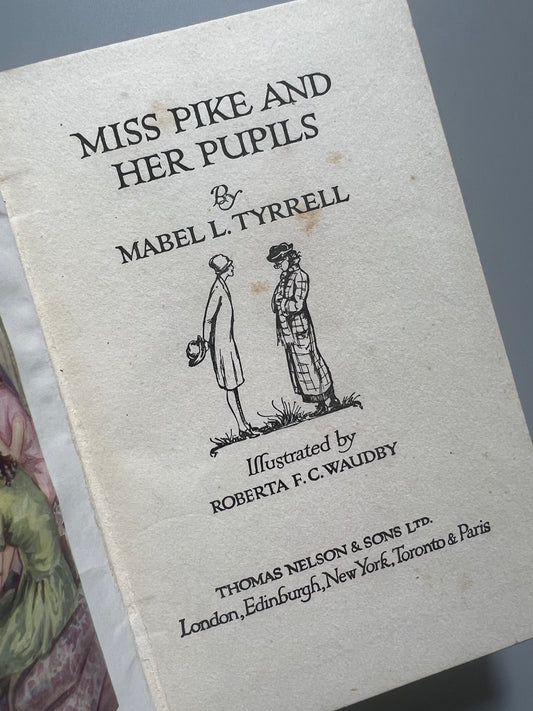 MISS PIKE AND
HER PUPILS
By
MABEL L. TYRRELL
Illustrated by
ROBERTA F. C. WAUDBY
THOMAS NELSON & SONS LTD.
London, Edinburgh, New York, Toronto & Paris